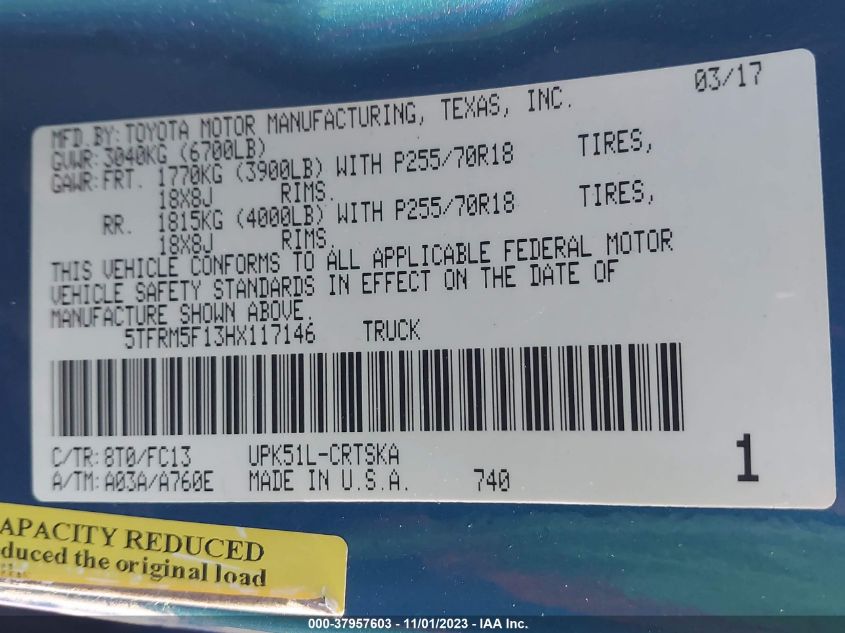 03/17
MFD.BY:TOYOTA MOTOR MANUFACTURING, TEXAS, INC.
GVWR:3040KG (6700LB)
GAWR:FRT. 1770KG (3900LB) WITH P255/70R18 TIRES,
18X8J RIMS.
RR. 1815KG (4000LB) WITH P255/70R18 TIRES,
18X8J RIMS.
THIS VEHICLE CONFORMS TO ALL APPLICABLE FEDERAL MOTOR
VEHICLE SAFETY STANDARDS IN EFFECT ON THE DATE OF
MANUFACTURE SHOWN ABOVE.
5TFRM5F13HX117146 TRUCK
C/TR:8T0/FC13 UPK51L-CRTSKA
A/TM:A03A/A760E MADE IN U.S.A. 740
1
APACITY REDUCED
duced the original load
000-37957603 - 11/01/2023 - IAA Inc.